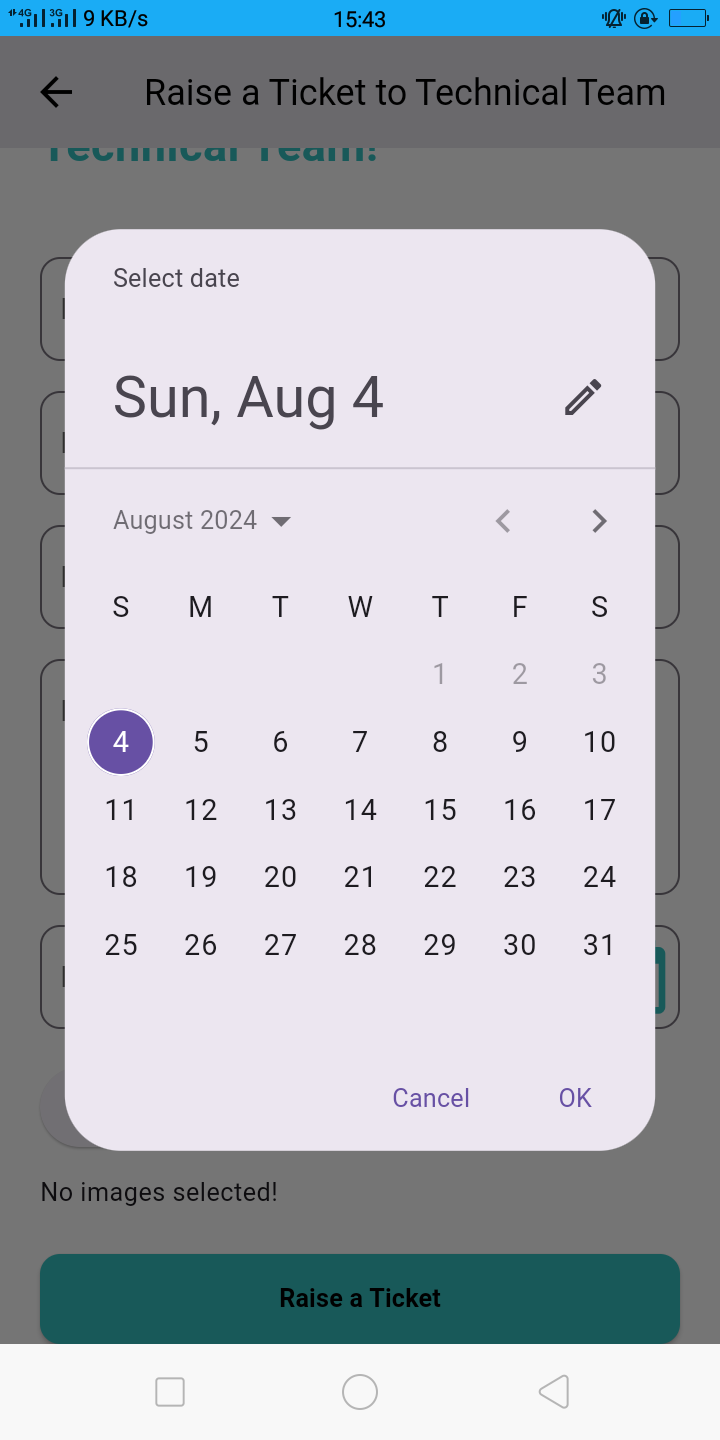 4G 3G 9 KB/s 15:43
Raise a Ticket to Technical Team
Technical Team!
Select date
Sun, Aug 4
August 2024
S M T W T F S
1 2 3
4 5 6 7 8 9 10
11 12 13 14 15 16 17
18 19 20 21 22 23 24
25 26 27 28 29 30 31
Cancel OK
No images selected!
Raise a Ticket